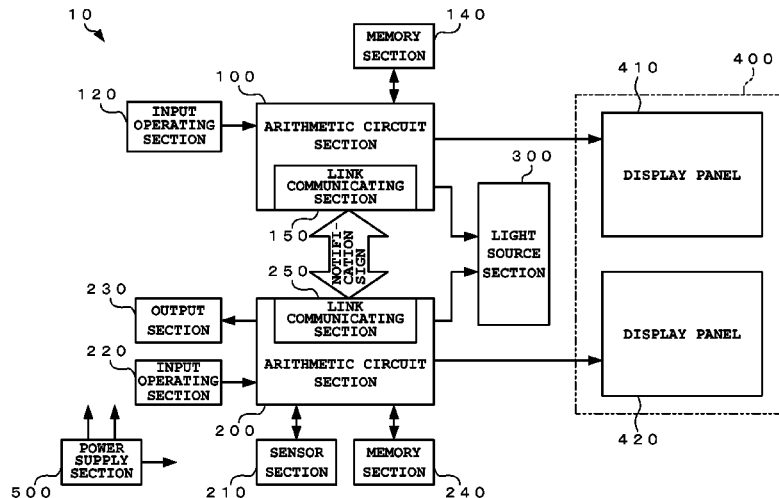 10
140
MEMORY
SECTION
100
120
INPUT
OPERATING
SECTION
ARITHMETIC CIRCUIT
SECTION
LINK
COMMUNICATING
SECTION
150
NOTIFI-
CATION
SIGN
300
LIGHT
SOURCE
SECTION
400
410
DISPLAY PANEL
250
230
OUTPUT
SECTION
LINK
COMMUNICATING
SECTION
ARITHMETIC CIRCUIT
SECTION
220
INPUT
OPERATING
SECTION
DISPLAY PANEL
420
200
POWER
SUPPLY
SECTION
500
SENSOR
SECTION
210
MEMORY
SECTION
240